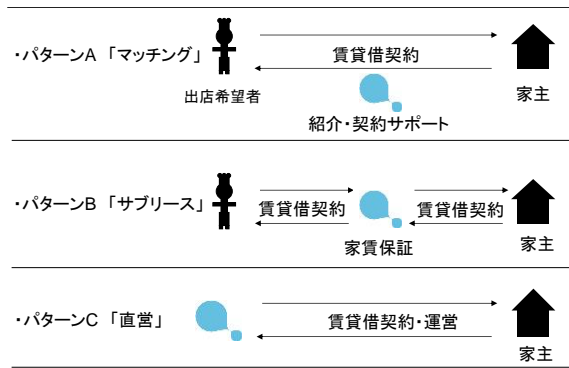 ・パターンA 「マッチング」
賃貸借契約
出店希望者
家主
紹介・契約サポート
・パターンB 「サブリース」
賃貸借契約
賃貸借契約
家賃保証
家主
・パターンC 「直営」
賃貸借契約・運営
家主